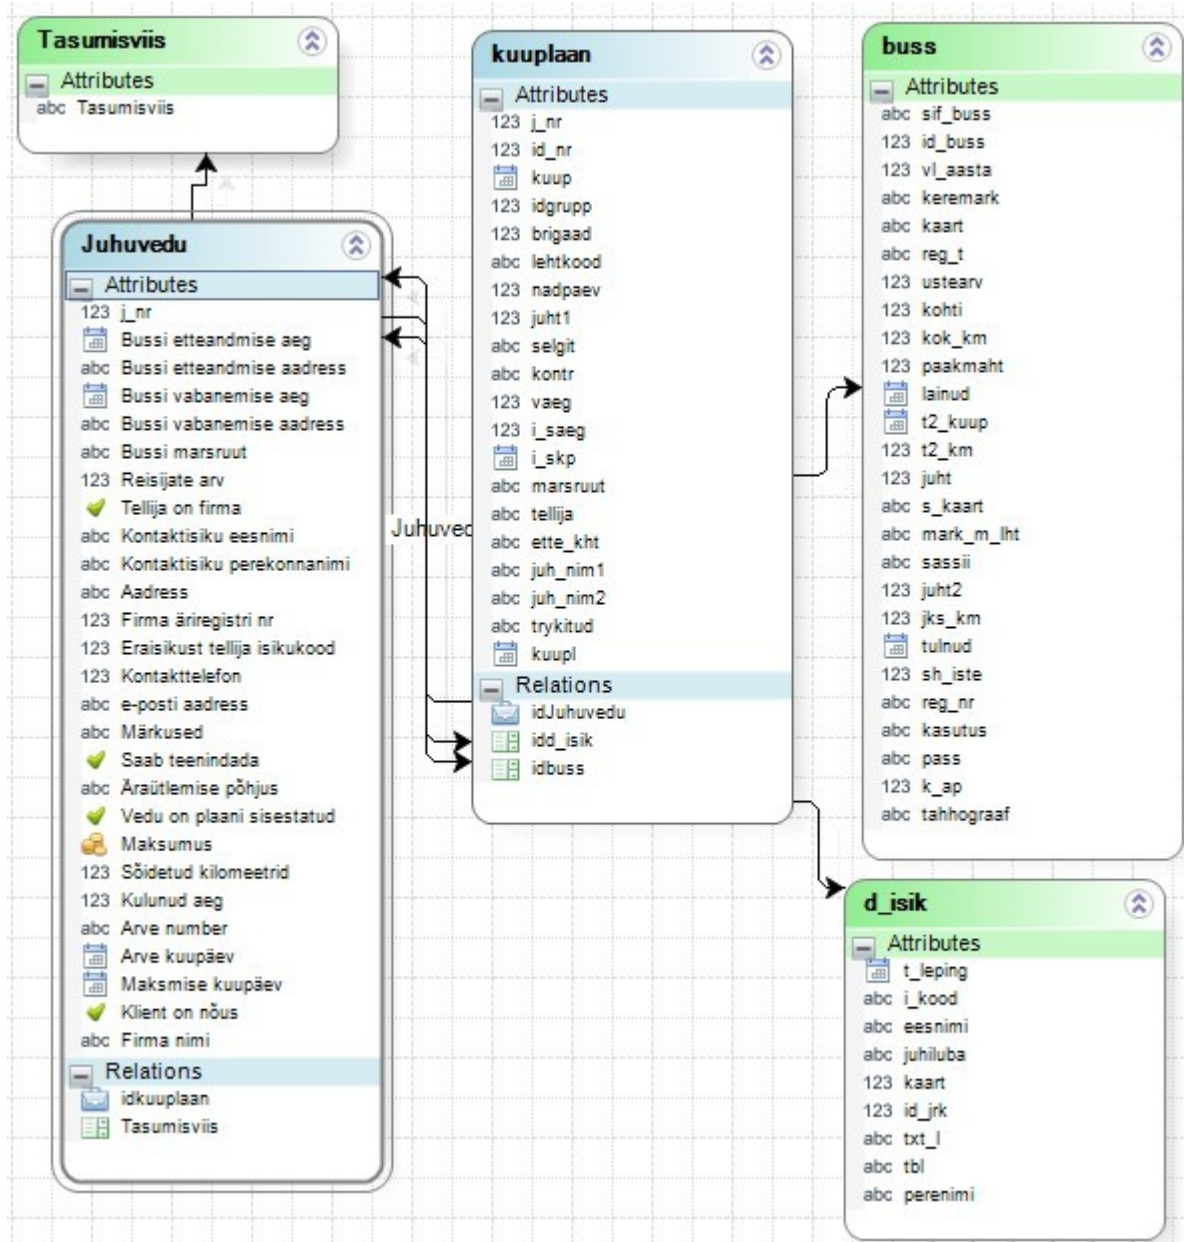 Tasumisviis
Attributes
abc Tasumisviis
Juhuvedu
Attributes
123 j_nr
Bussi etteandmise aeg
abc Bussi etteandmise aadress
Bussi vabanemise aeg
abc Bussi vabanemise aadress
abc Bussi marsruut
123 Reisijate arv
Tellija on firma
abc Kontaktisiku eesnimi
abc Kontaktisiku perekonnanimi
abc Aadress
123 Firma äriregistri nr
123 Eraisikust tellija isikukood
123 Kontakttelefon
abc e-posti aadress
abc Märkused
Saab teenindada
abc Äraütlemise põhjus
Vedu on plaani sisestatud
Maksumus
123 Sõidetud kilomeetrid
123 Kulunud aeg
abc Arve number
Arve kuupäev
Maksmise kuupäev
Klient on nõus
abc Firma nimi
Relations
idkuuplaan
Tasumisviis
Juhuved
kuuplaan
Attributes
123 j_nr
123 id_nr
kuup
123 idgrupp
123 brigaad
abc lehtkood
123 nadpaev
123 juht1
abc selgit
abc kontr
123 vaeg
123 i_saeg
i_skp
abc marsruut
abc tellija
abc ette_kht
abc juh_nim1
abc juh_nim2
abc trykitud
kuupl
Relations
idJuhuvedu
idd_isik
idbuss
buss
Attributes
abc sif_buss
123 id_buss
123 vl_aasta
abc keremark
abc kaart
abc reg_t
123 ustearv
123 kohti
123 kok_km
123 paakmaht
lainud
t2_kuup
123 t2_km
123 juht
abc s_kaart
abc mark_m_lht
abc sassii
123 juht2
123 jks_km
tulnud
123 sh_iste
abc reg_nr
abc kasutus
abc pass
123 k_ap
abc tahhograaf
d_isik
Attributes
t_leping
abc i_kood
abc eesnimi
abc juhiluba
123 kaart
123 id_jrk
abc txt_l
abc tbl
abc perenimi